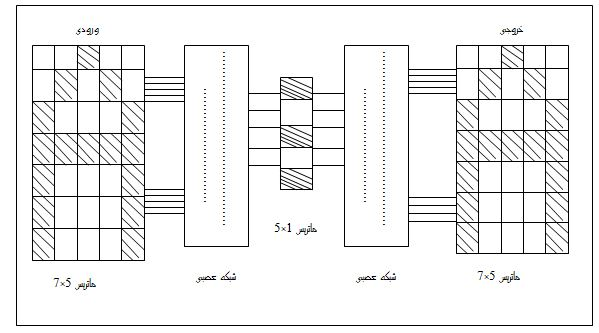 ورودی
خروجی
ماتریس 1×5
شبکه عصبی
شبکه عصبی
ماتریس 5×7
ماتریس 5×7